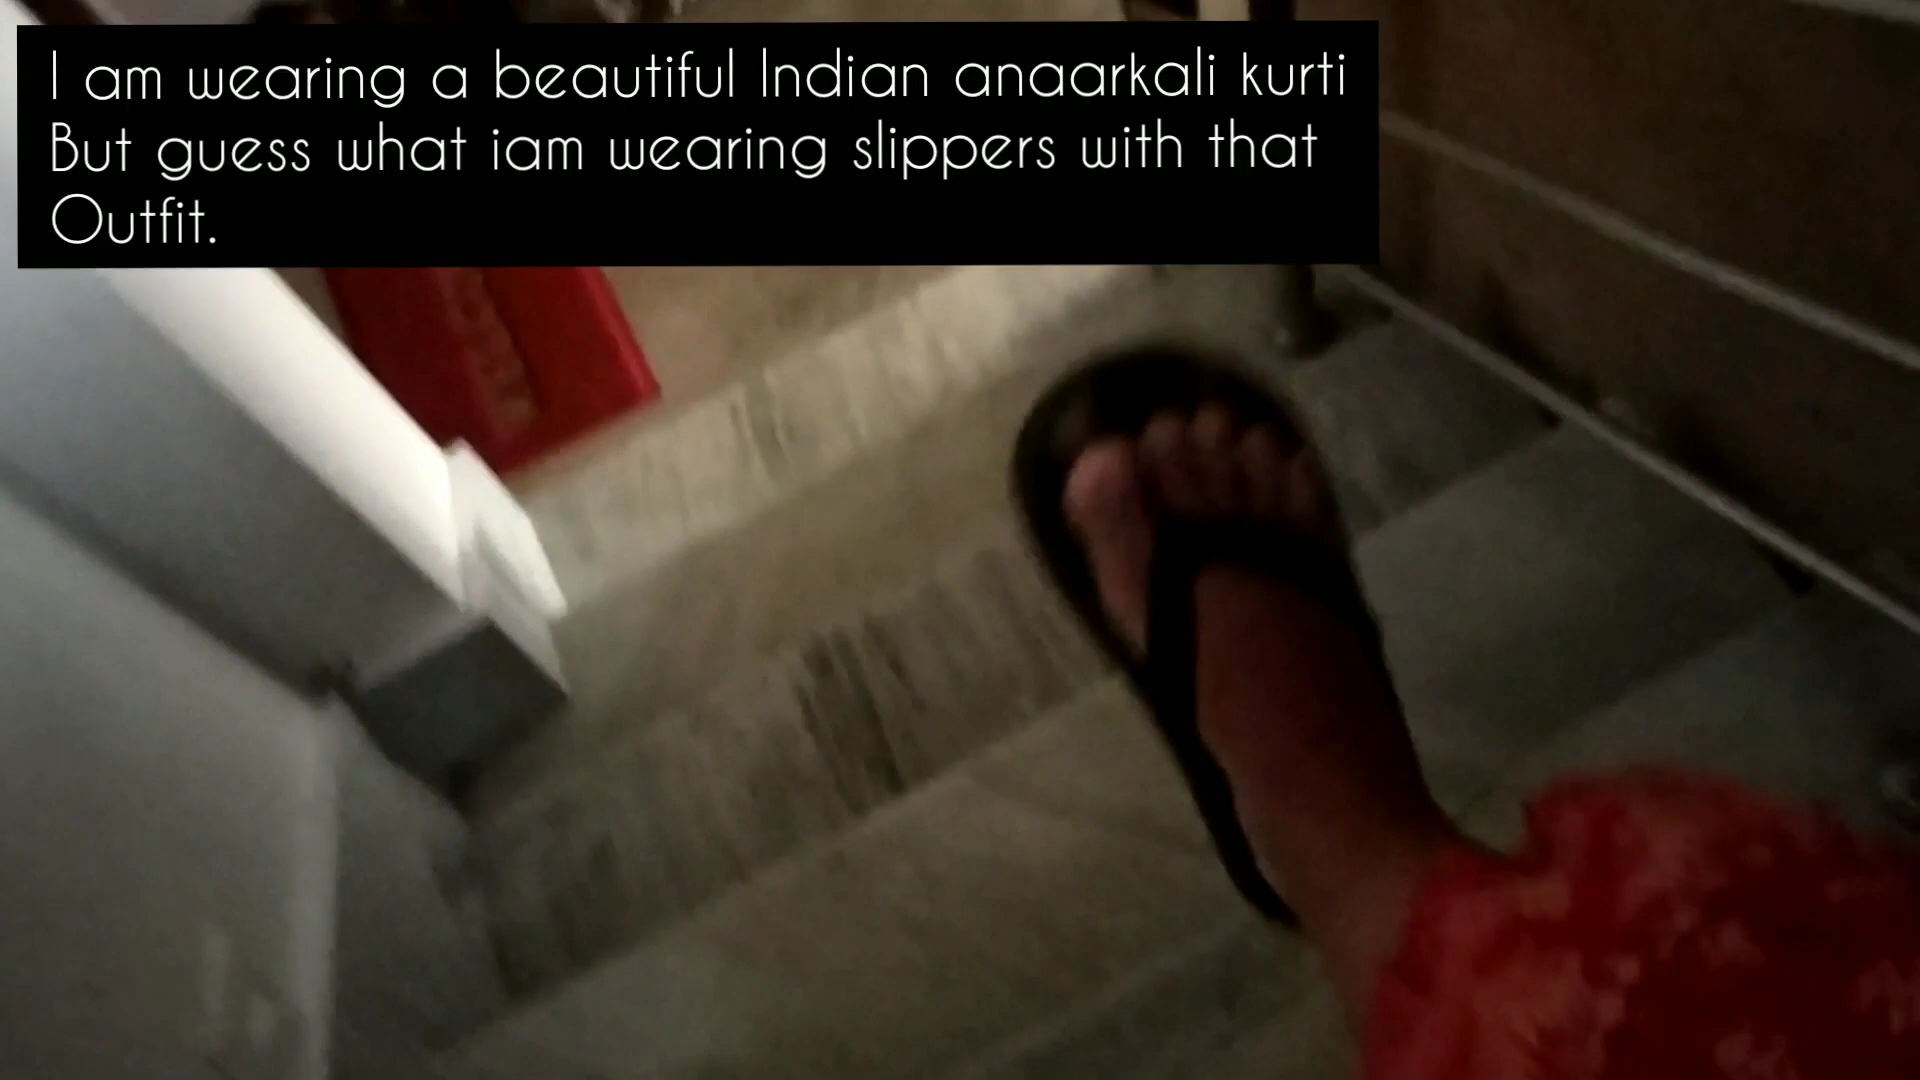 I am wearing a beautiful Indian anaarkali kurti
But guess what iam wearing slippers with that
Outfit.